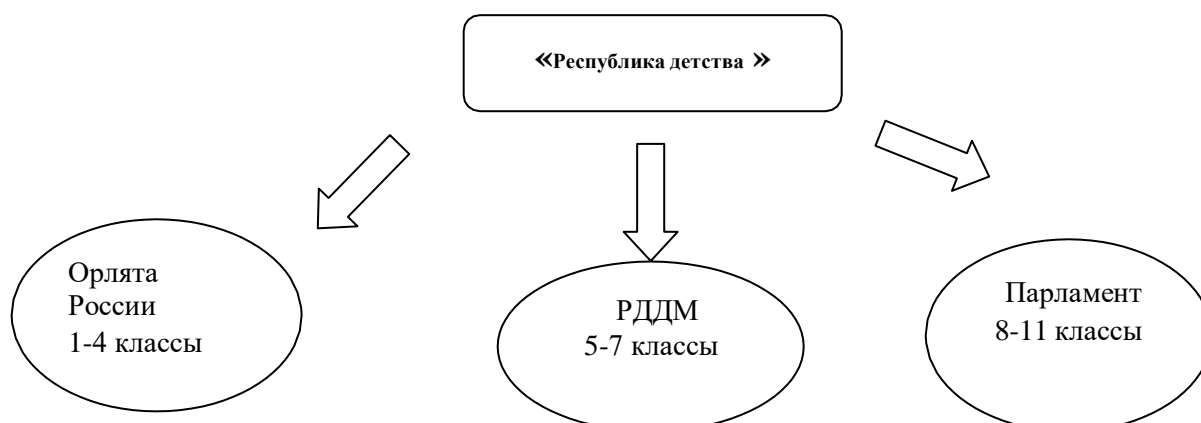 «Республика детства »
Орлята
России
1-4 классы
РДДМ
5-7 классы
Парламент
8-11 классы